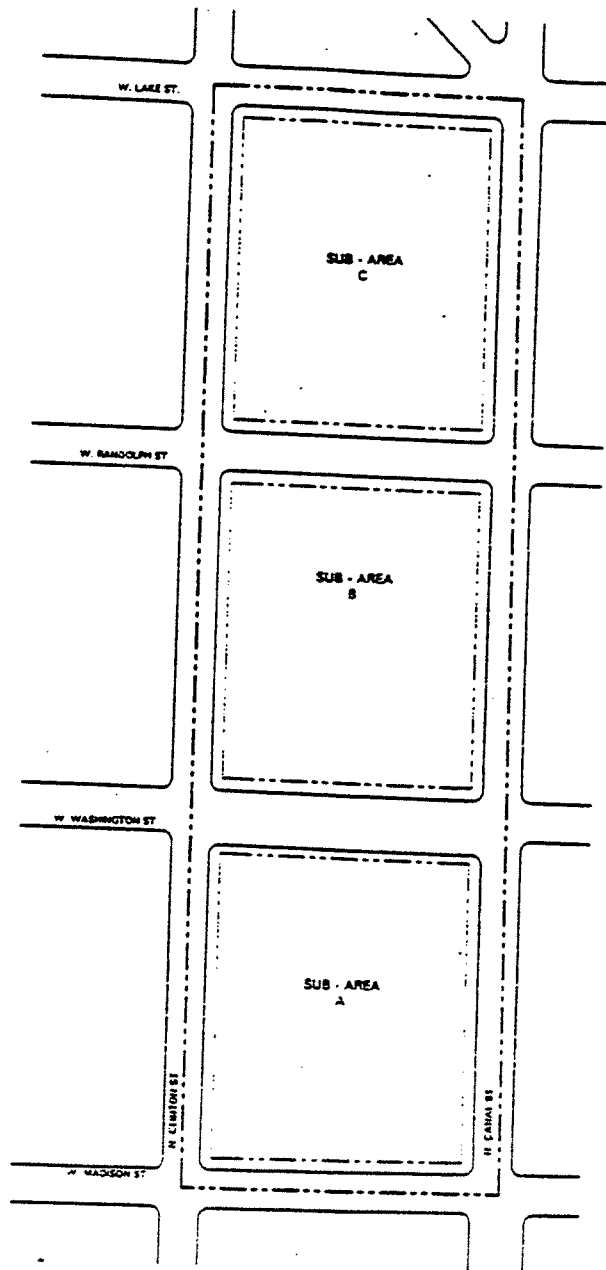 W. LAKE ST.
SUB - AREA
C
W. RANDOLPH ST
SUB - AREA
B
W. WASHINGTON ST
SUB - AREA
A
N CLINTON ST
N CANAL ST
W. MADISON ST